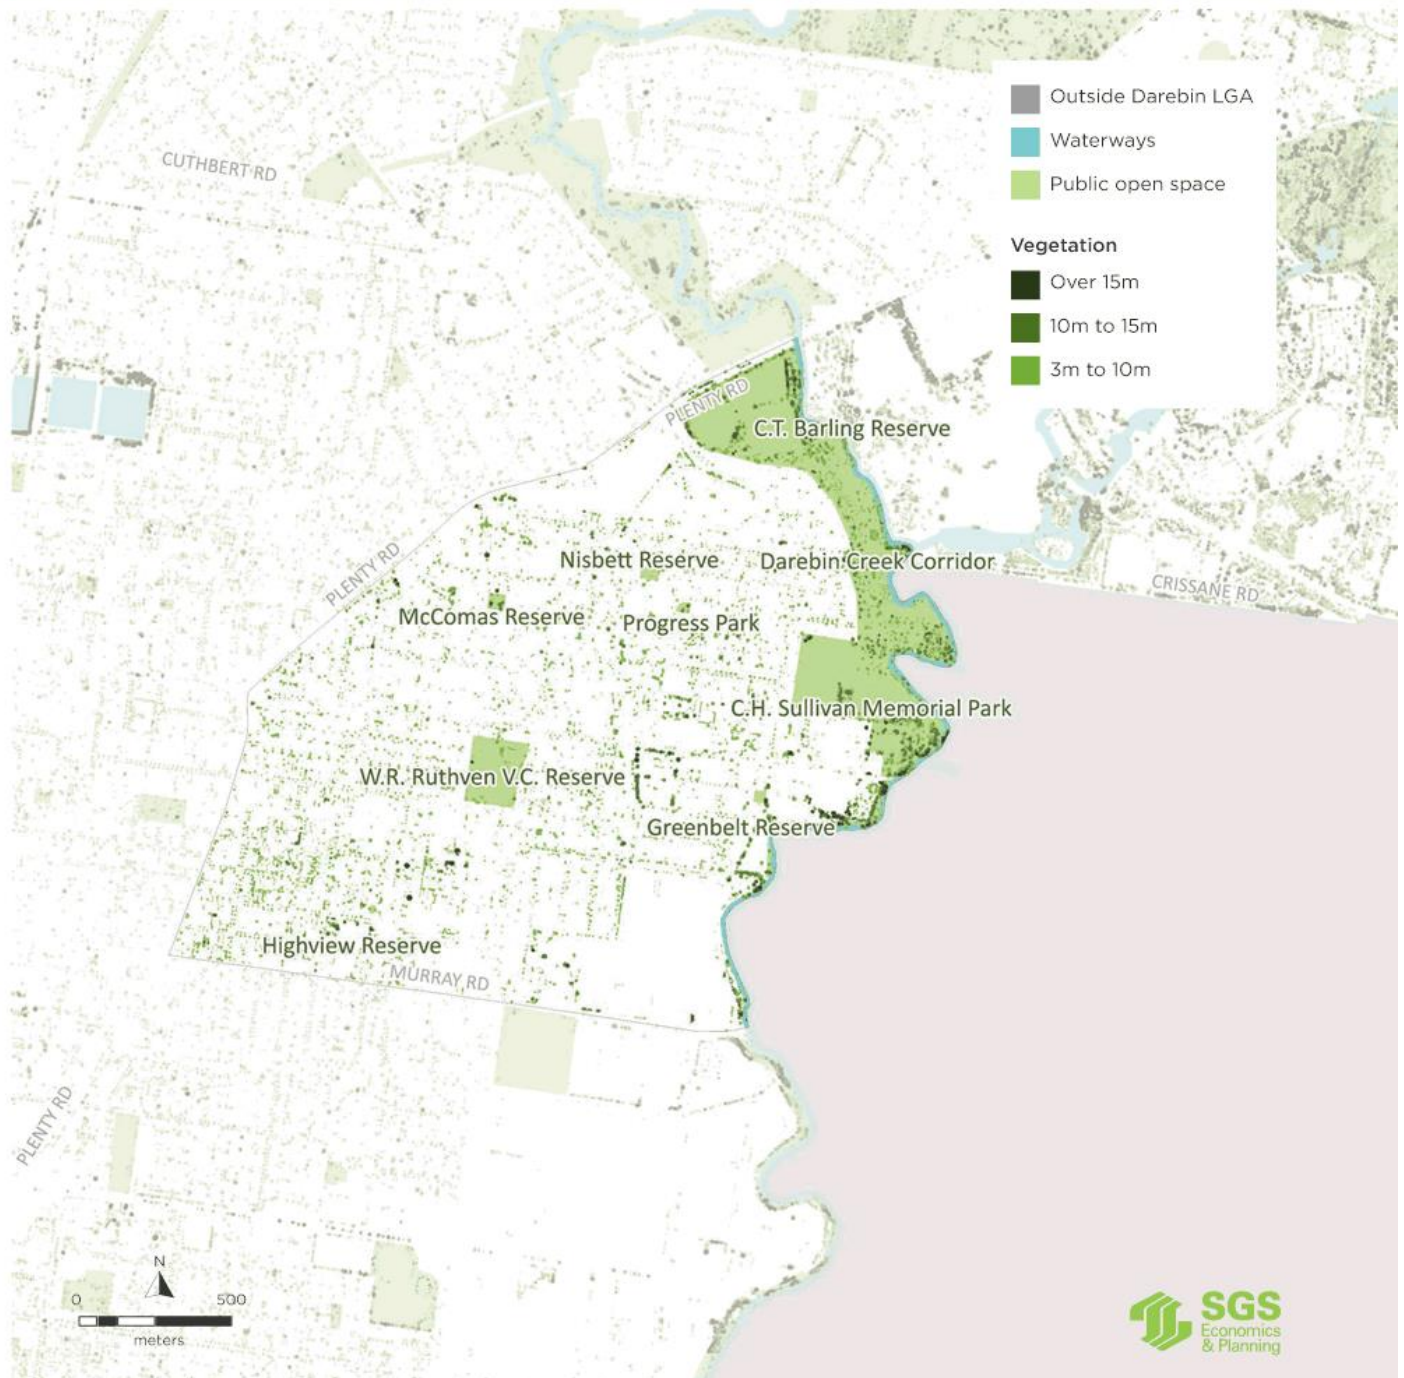 Outside Darebin LGA
Waterways
Public open space
Vegetation
Over 15m
10m to 15m
3m to 10m
CUTHBERT RD
PLENTY RD
C.T. Barling Reserve
Nisbett Reserve
Darebin Creek Corridor
PLENTY RD
CRISSANE RD
McComas Reserve
Progress Park
C.H. Sullivan Memorial Park
W.R. Ruthven V.C. Reserve
Greenbelt Reserve
Highview Reserve
MURRAY RD
PLENTY RD
N
0 500
meters
SGS
Economics
& Planning